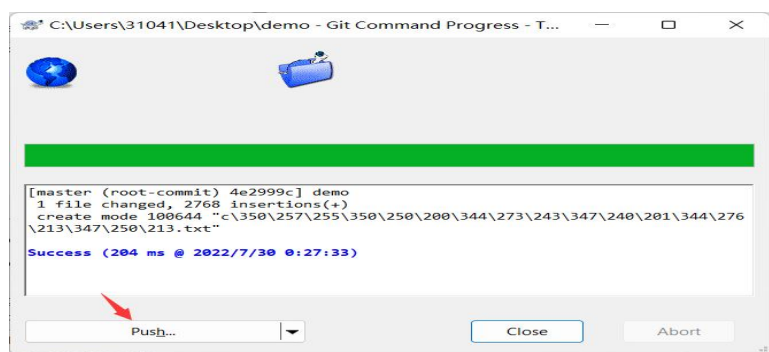 C:\Users\31041\Desktop\demo - Git Command Progress - T...
[master (root-commit) 4e2999c] demo
1 file changed, 2768 insertions(+)
create mode 100644 "c\350\257\255\350\250\200\344\273\243\347\240\201\344\276
\213\347\250\213.txt"
Success (204 ms @ 2022/7/30 0:27:33)
Push...
Close
Abort